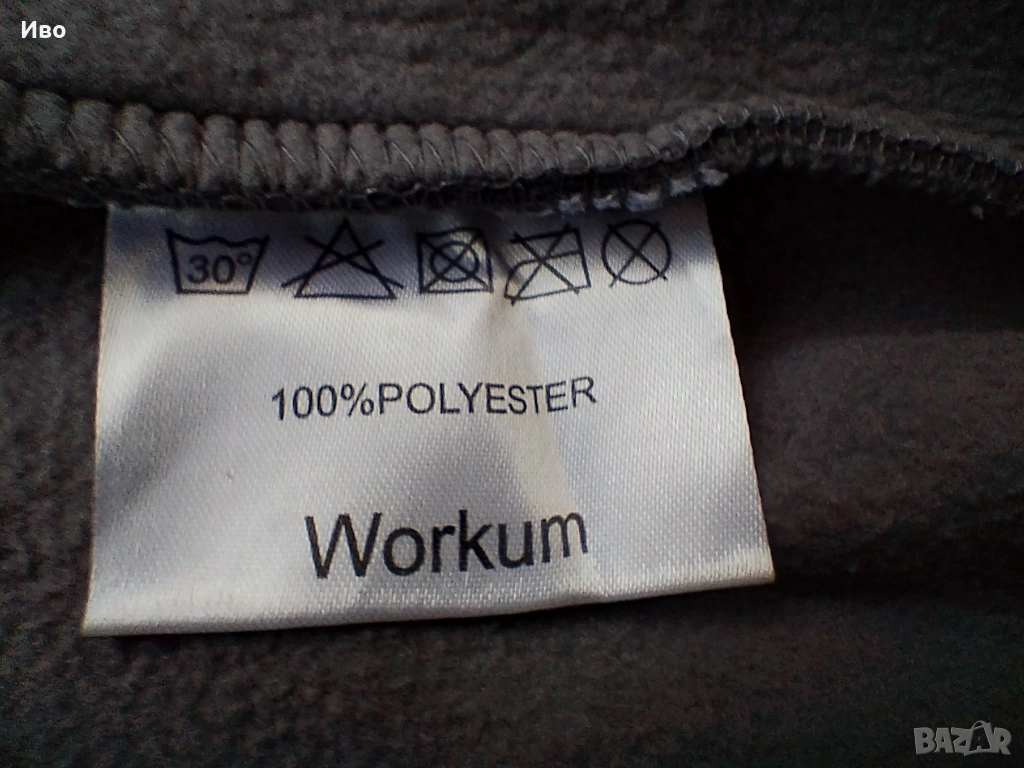 Иво
30°
100%POLYESTER
Workum
BAZAR